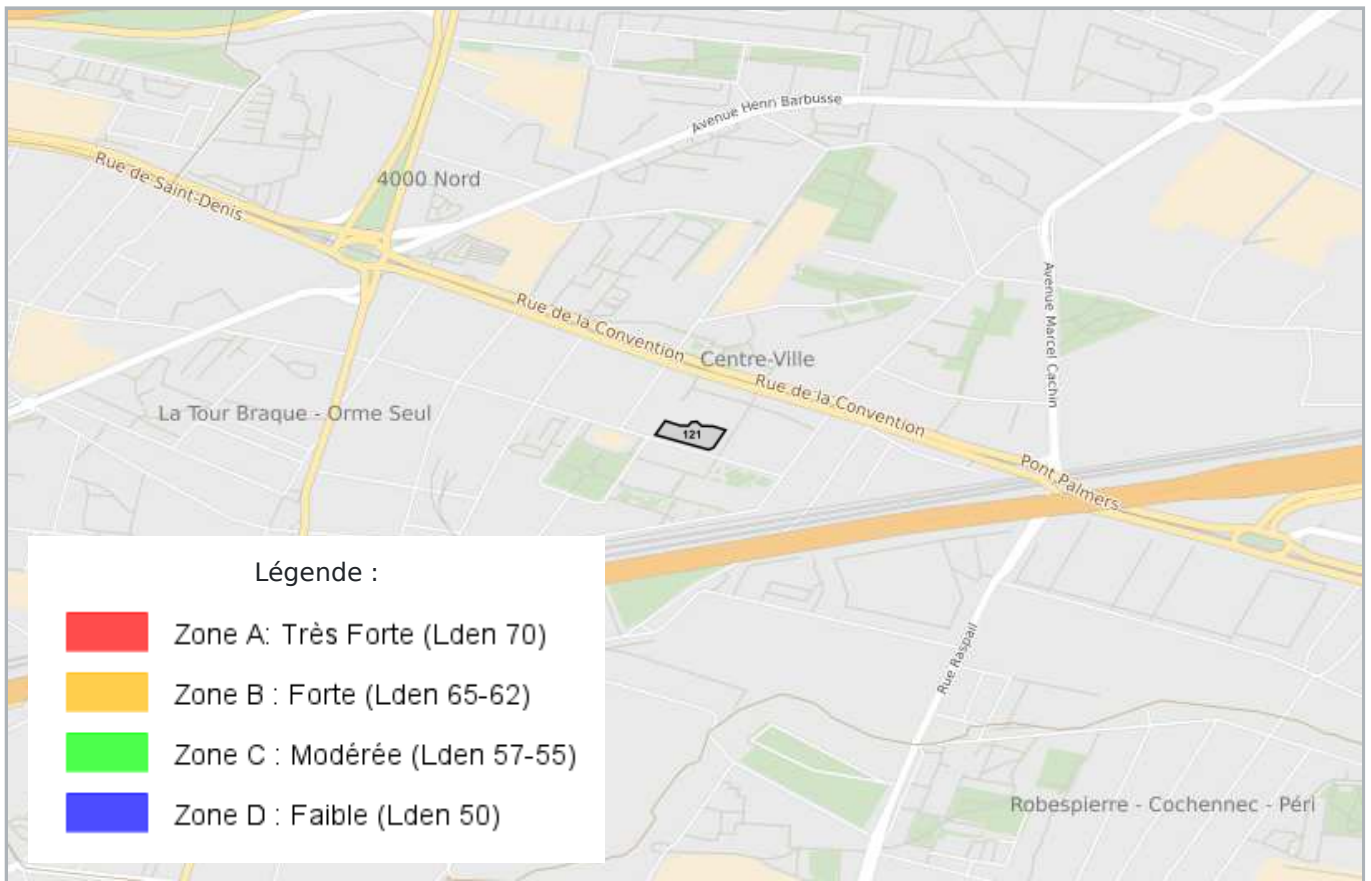 Avenue Henri Barbusse
Rue de Saint-Denis
4000 Nord
Rue de la Convention
Centre-Ville
Rue de la Convention
Avenue Marcel Cachin
La Tour Braque - Orme Seul
121
Pont Palmers
Légende :
Zone A: Très Forte (Lden 70)
Zone B : Forte (Lden 65-62)
Zone C : Modérée (Lden 57-55)
Zone D : Faible (Lden 50)
Rue Raspail
Robespierre - Cochennec - Péri